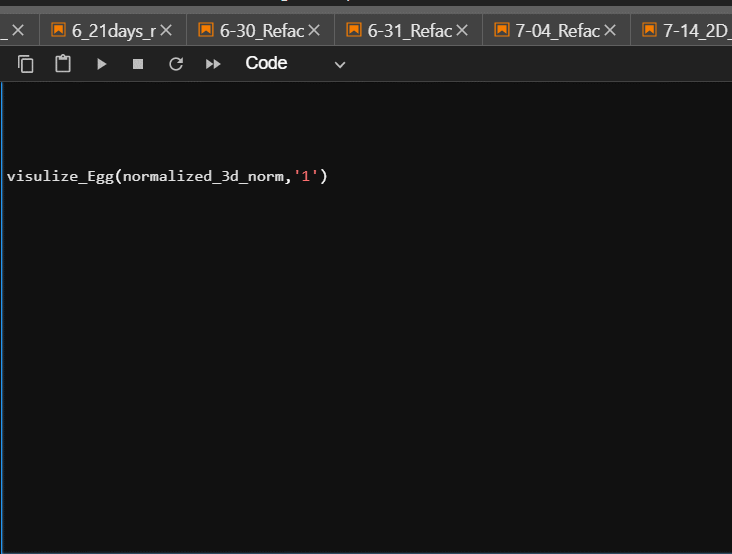 6_21days_r
6-30_Refac
6-31_Refac
7-04_Refac
7-14_2D_
Code
visulize_Egg(normalized_3d_norm,'1')